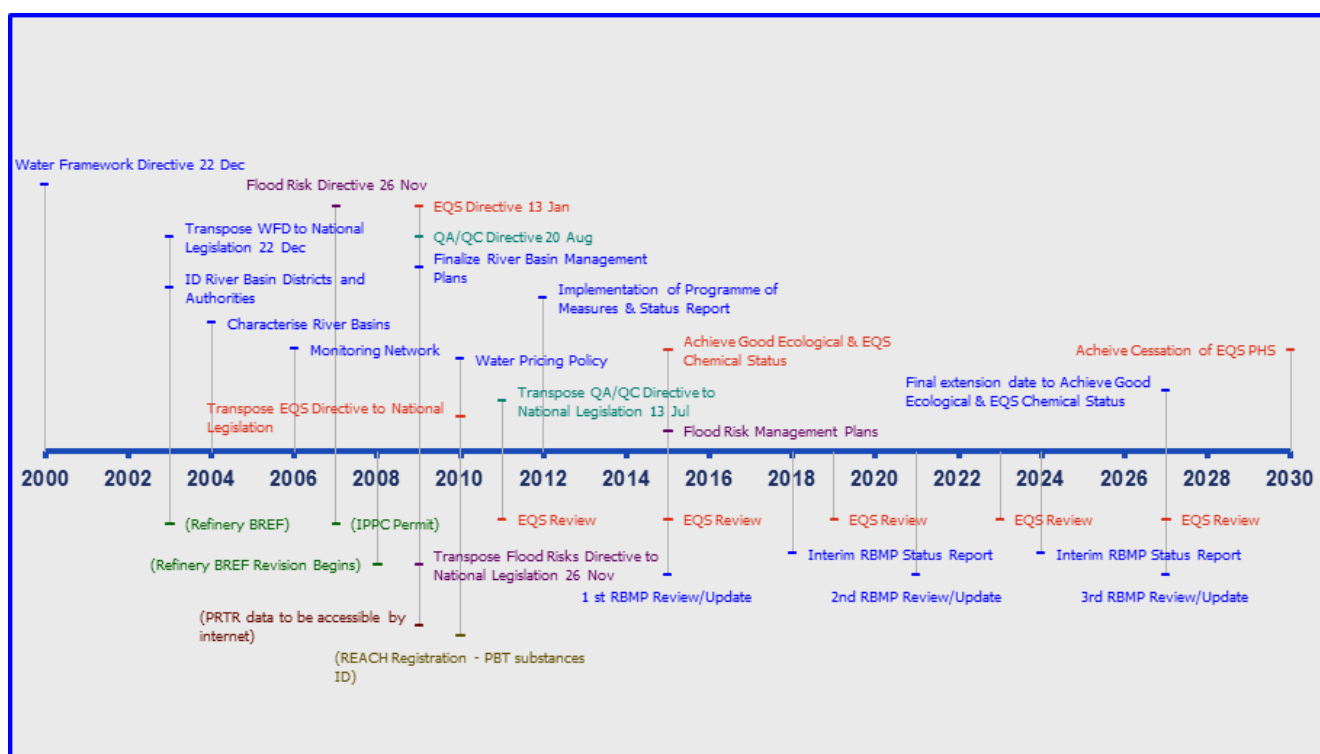 Water Framework Directive 22 Dec
Flood Risk Directive 26 Nov
EQS Directive 13 Jan
Transpose WFD to National
Legislation 22 Dec
QA/QC Directive 20 Aug
Finalize River Basin Management
Plans
ID River Basin Districts and
Authorities
Implementation of Programme of
Measures & Status Report
Characterise River Basins
Monitoring Network
Water Pricing Policy
Achieve Good Ecological & EQS
Chemical Status
Acheive Cessation of EQS PHS
Final extension date to Achieve Good
Ecological & EQS Chemical Status
Transpose QA/QC Directive to
National Legislation 13 Jul
Transpose EQS Directive to National
Legislation
Flood Risk Management Plans
2000 2002 2004 2006 2008 2010 2012 2014 2016 2018 2020 2022 2024 2026 2028 2030
(Refinery BREF)
(IPPC Permit)
EQS Review
EQS Review
EQS Review
EQS Review
EQS Review
(Refinery BREF Revision Begins)
Transpose Flood Risks Directive to
National Legislation 26 Nov
Interim RBMP Status Report
Interim RBMP Status Report
1 st RBMP Review/Update
2nd RBMP Review/Update
3rd RBMP Review/Update
(PRTR data to be accessible by
internet)
(REACH Registration - PBT substances
ID)